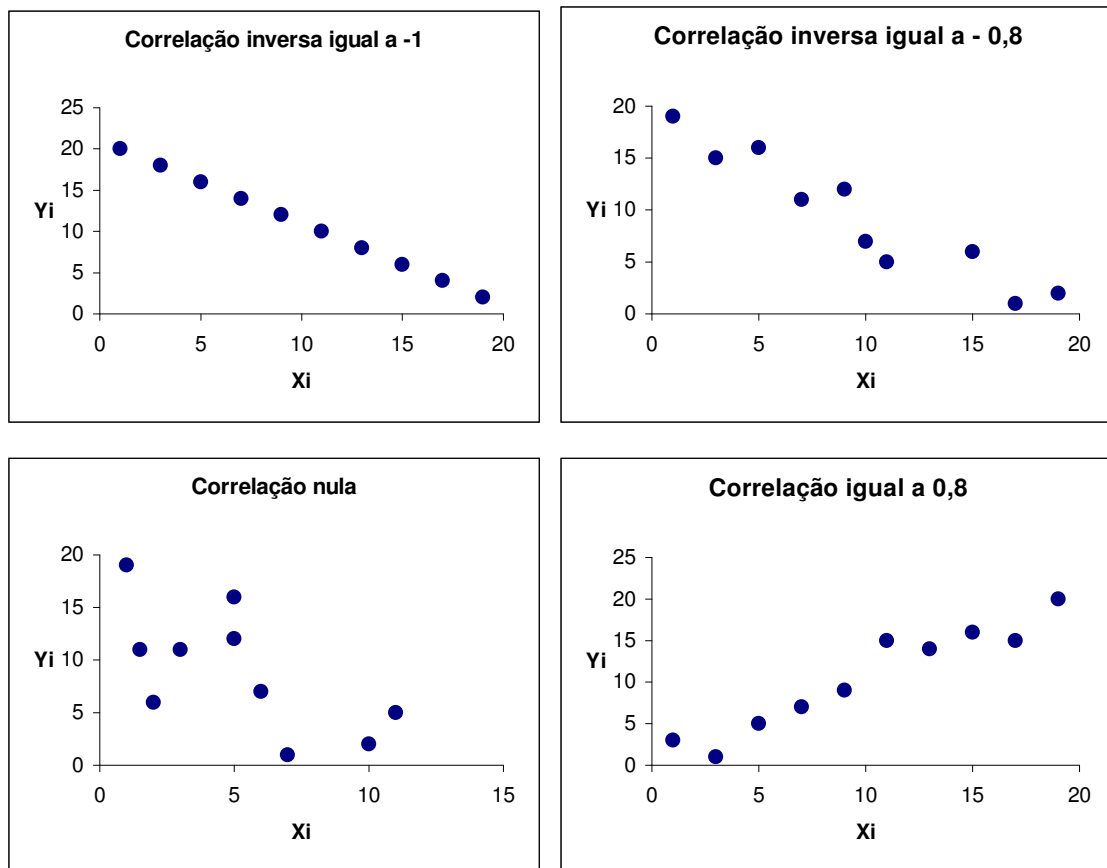 Correlação inversa igual a -1
25
20
15
10
5
0
Yi
0 5 10 15 20
Xi
Correlação inversa igual a - 0,8
20
15
10
5
0
Yi
0 5 10 15 20
Xi
Correlação nula
20
15
10
5
0
Yi
0 5 10 15
Xi
Correlação igual a 0,8
25
20
15
10
5
0
Yi
0 5 10 15 20
Xi